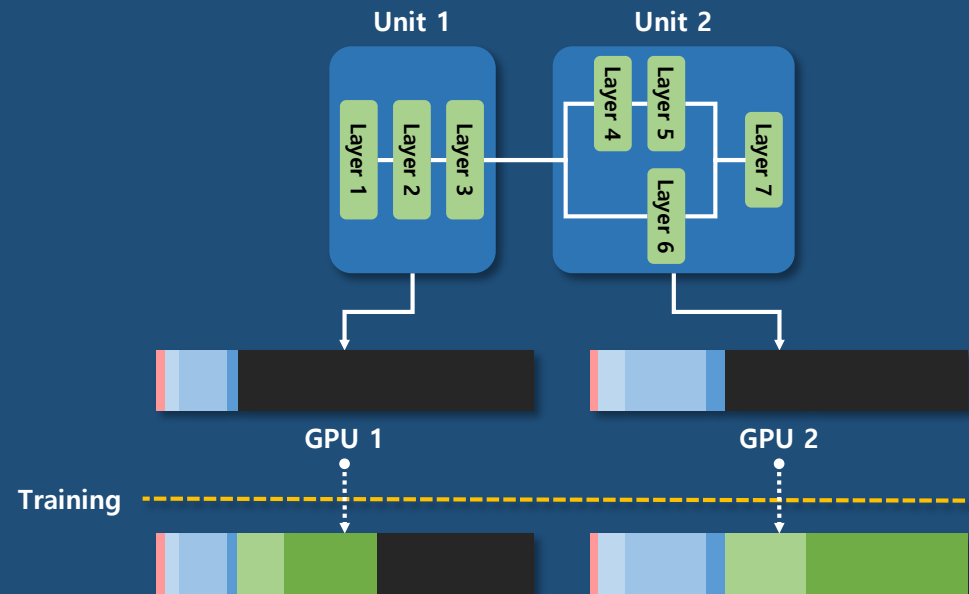 Unit 1
Unit 2
Layer 1
Layer 2
Layer 3
Layer 4
Layer 5
Layer 6
Layer 7
GPU 1
GPU 2
Training